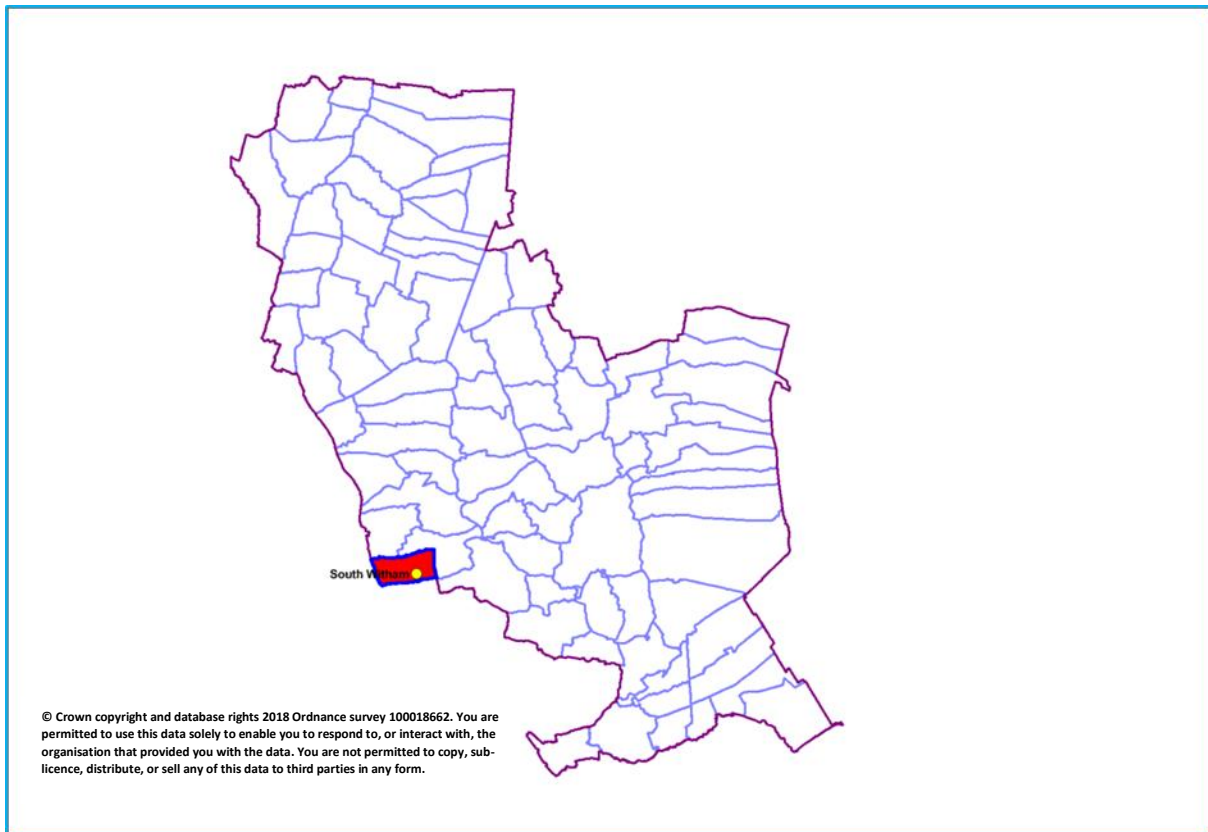 South Witham
© Crown copyright and database rights 2018 Ordnance survey 100018662. You are
permitted to use this data solely to enable you to respond to, or interact with, the
organisation that provided you with the data. You are not permitted to copy, sub-
licence, distribute, or sell any of this data to third parties in any form.